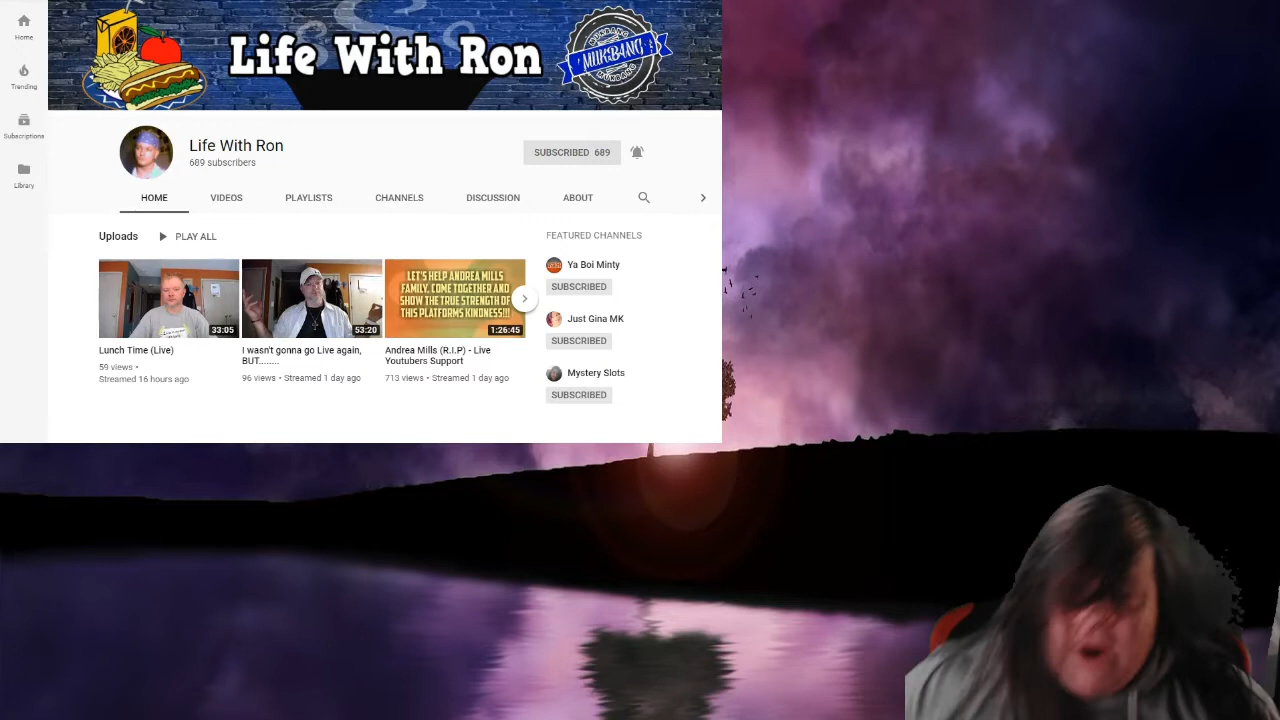 Life With Ron
MUKBANG
MUKBANG
MUKBANG
Home
Trending
Subscriptions
Library
Life With Ron
689 subscribers
SUBSCRIBED 689
HOME
VIDEOS
PLAYLISTS
CHANNELS
DISCUSSION
ABOUT
Uploads
PLAY ALL
33:05
Lunch Time (Live)
59 views •
Streamed 16 hours ago
53:20
I wasn't gonna go Live again,
BUT........
96 views • Streamed 1 day ago
LET'S HELP ANDREA MILLS
FAMILY. COME TOGETHER AND
SHOW THE TRUE STRENGTH OF
THIS PLATFORMS KINDNESS!!!
1:26:45
Andrea Mills (R.I.P) - Live
Youtubers Support
713 views • Streamed 1 day ago
FEATURED CHANNELS
Ya Boi Minty
SUBSCRIBED
Just Gina MK
SUBSCRIBED
Mystery Slots
SUBSCRIBED